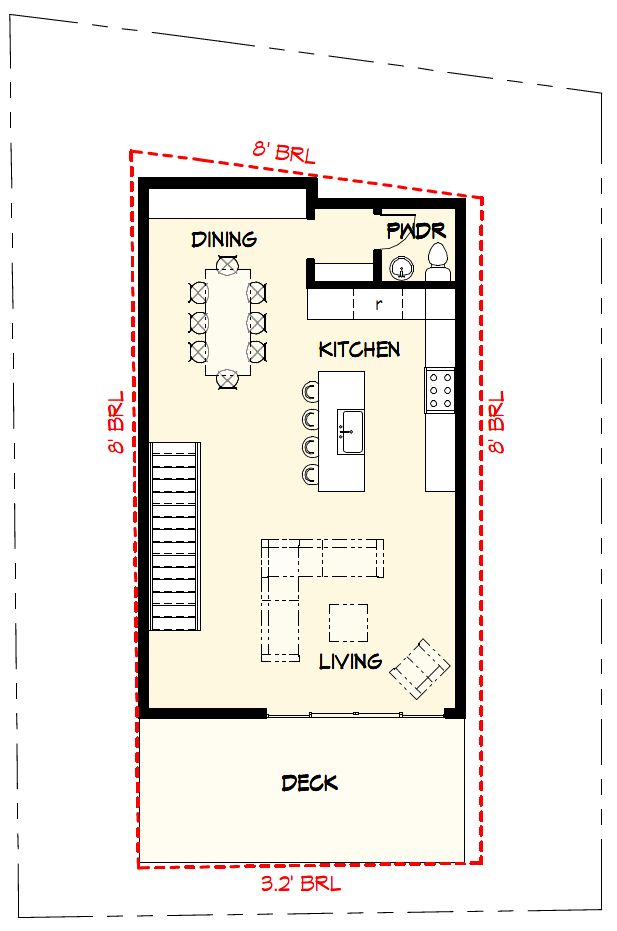 8' BRL
PWDR
DINING
r
KITCHEN
8' BRL
8' BRL
LIVING
DECK
3.2' BRL